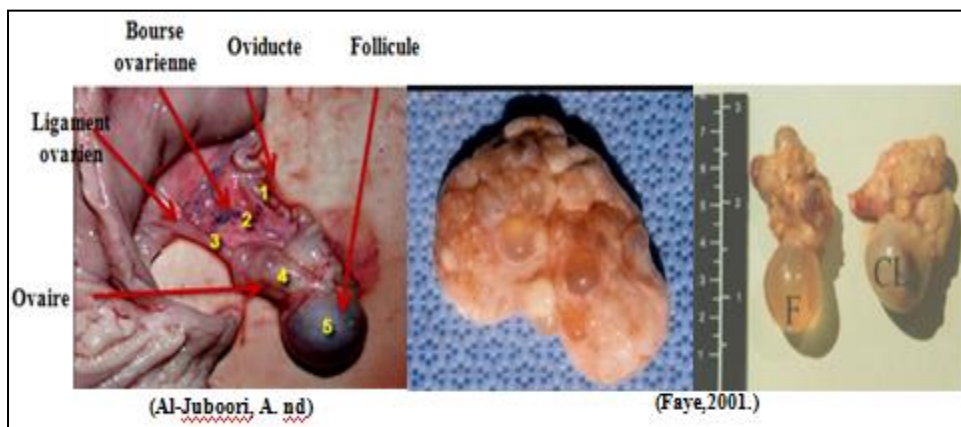 Bourse
ovarienne
Oviducte
Follicule
Ligament
ovarien
Ovaire
1
2
3
4
5
F
CL
(Al-Juboori, A. nd)
(Faye,2001.)